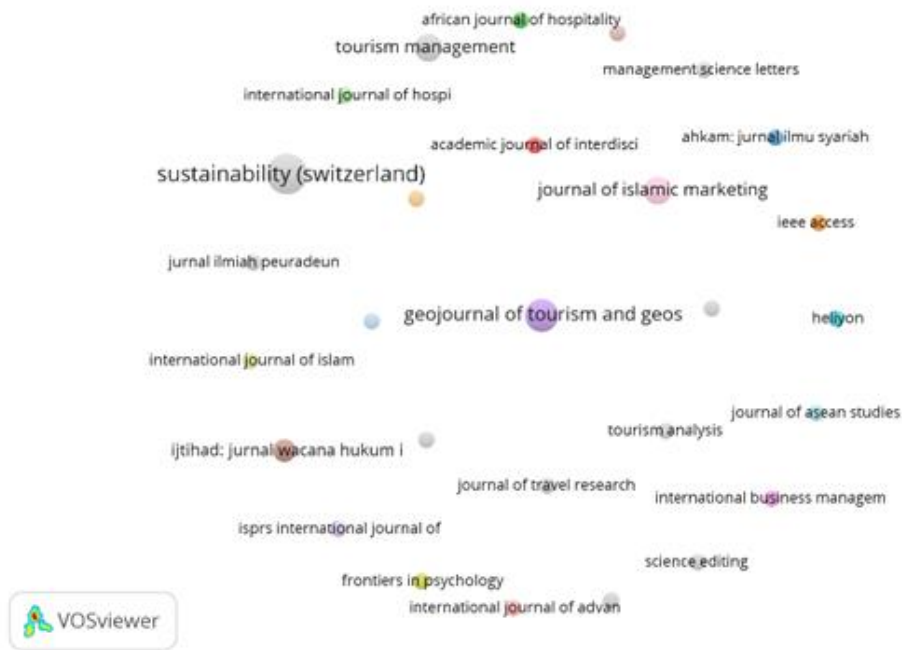 african journal of hospitality
tourism management
management science letters
international journal of hospi
academic journal of interdisci
ahkam: jurnal ilmu syariah
sustainability (switzerland)
journal of islamic marketing
ieee access
jurnal ilmiah peuradeun
geojournal of tourism and geos
heliyon
international journal of islam
journal of asean studies
tourism analysis
ijtihad: jurnal wacana hukum i
journal of travel research
international business managem
isprs international journal of
science editing
frontiers in psychology
international journal of advan
VOSviewer